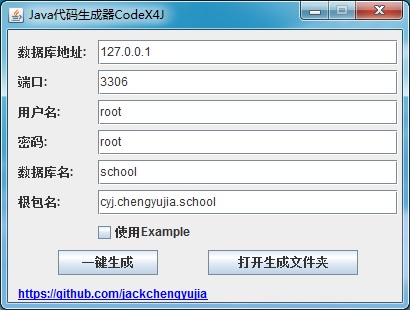 Java代码生成器CodeX4J
数据库地址: 127.0.0.1
端口: 3306
用户名: root
密码: root
数据库名: school
根包名: cyj.chengyujia.school
使用Example
一键生成 打开生成文件夹
https://github.com/jackchengyujia